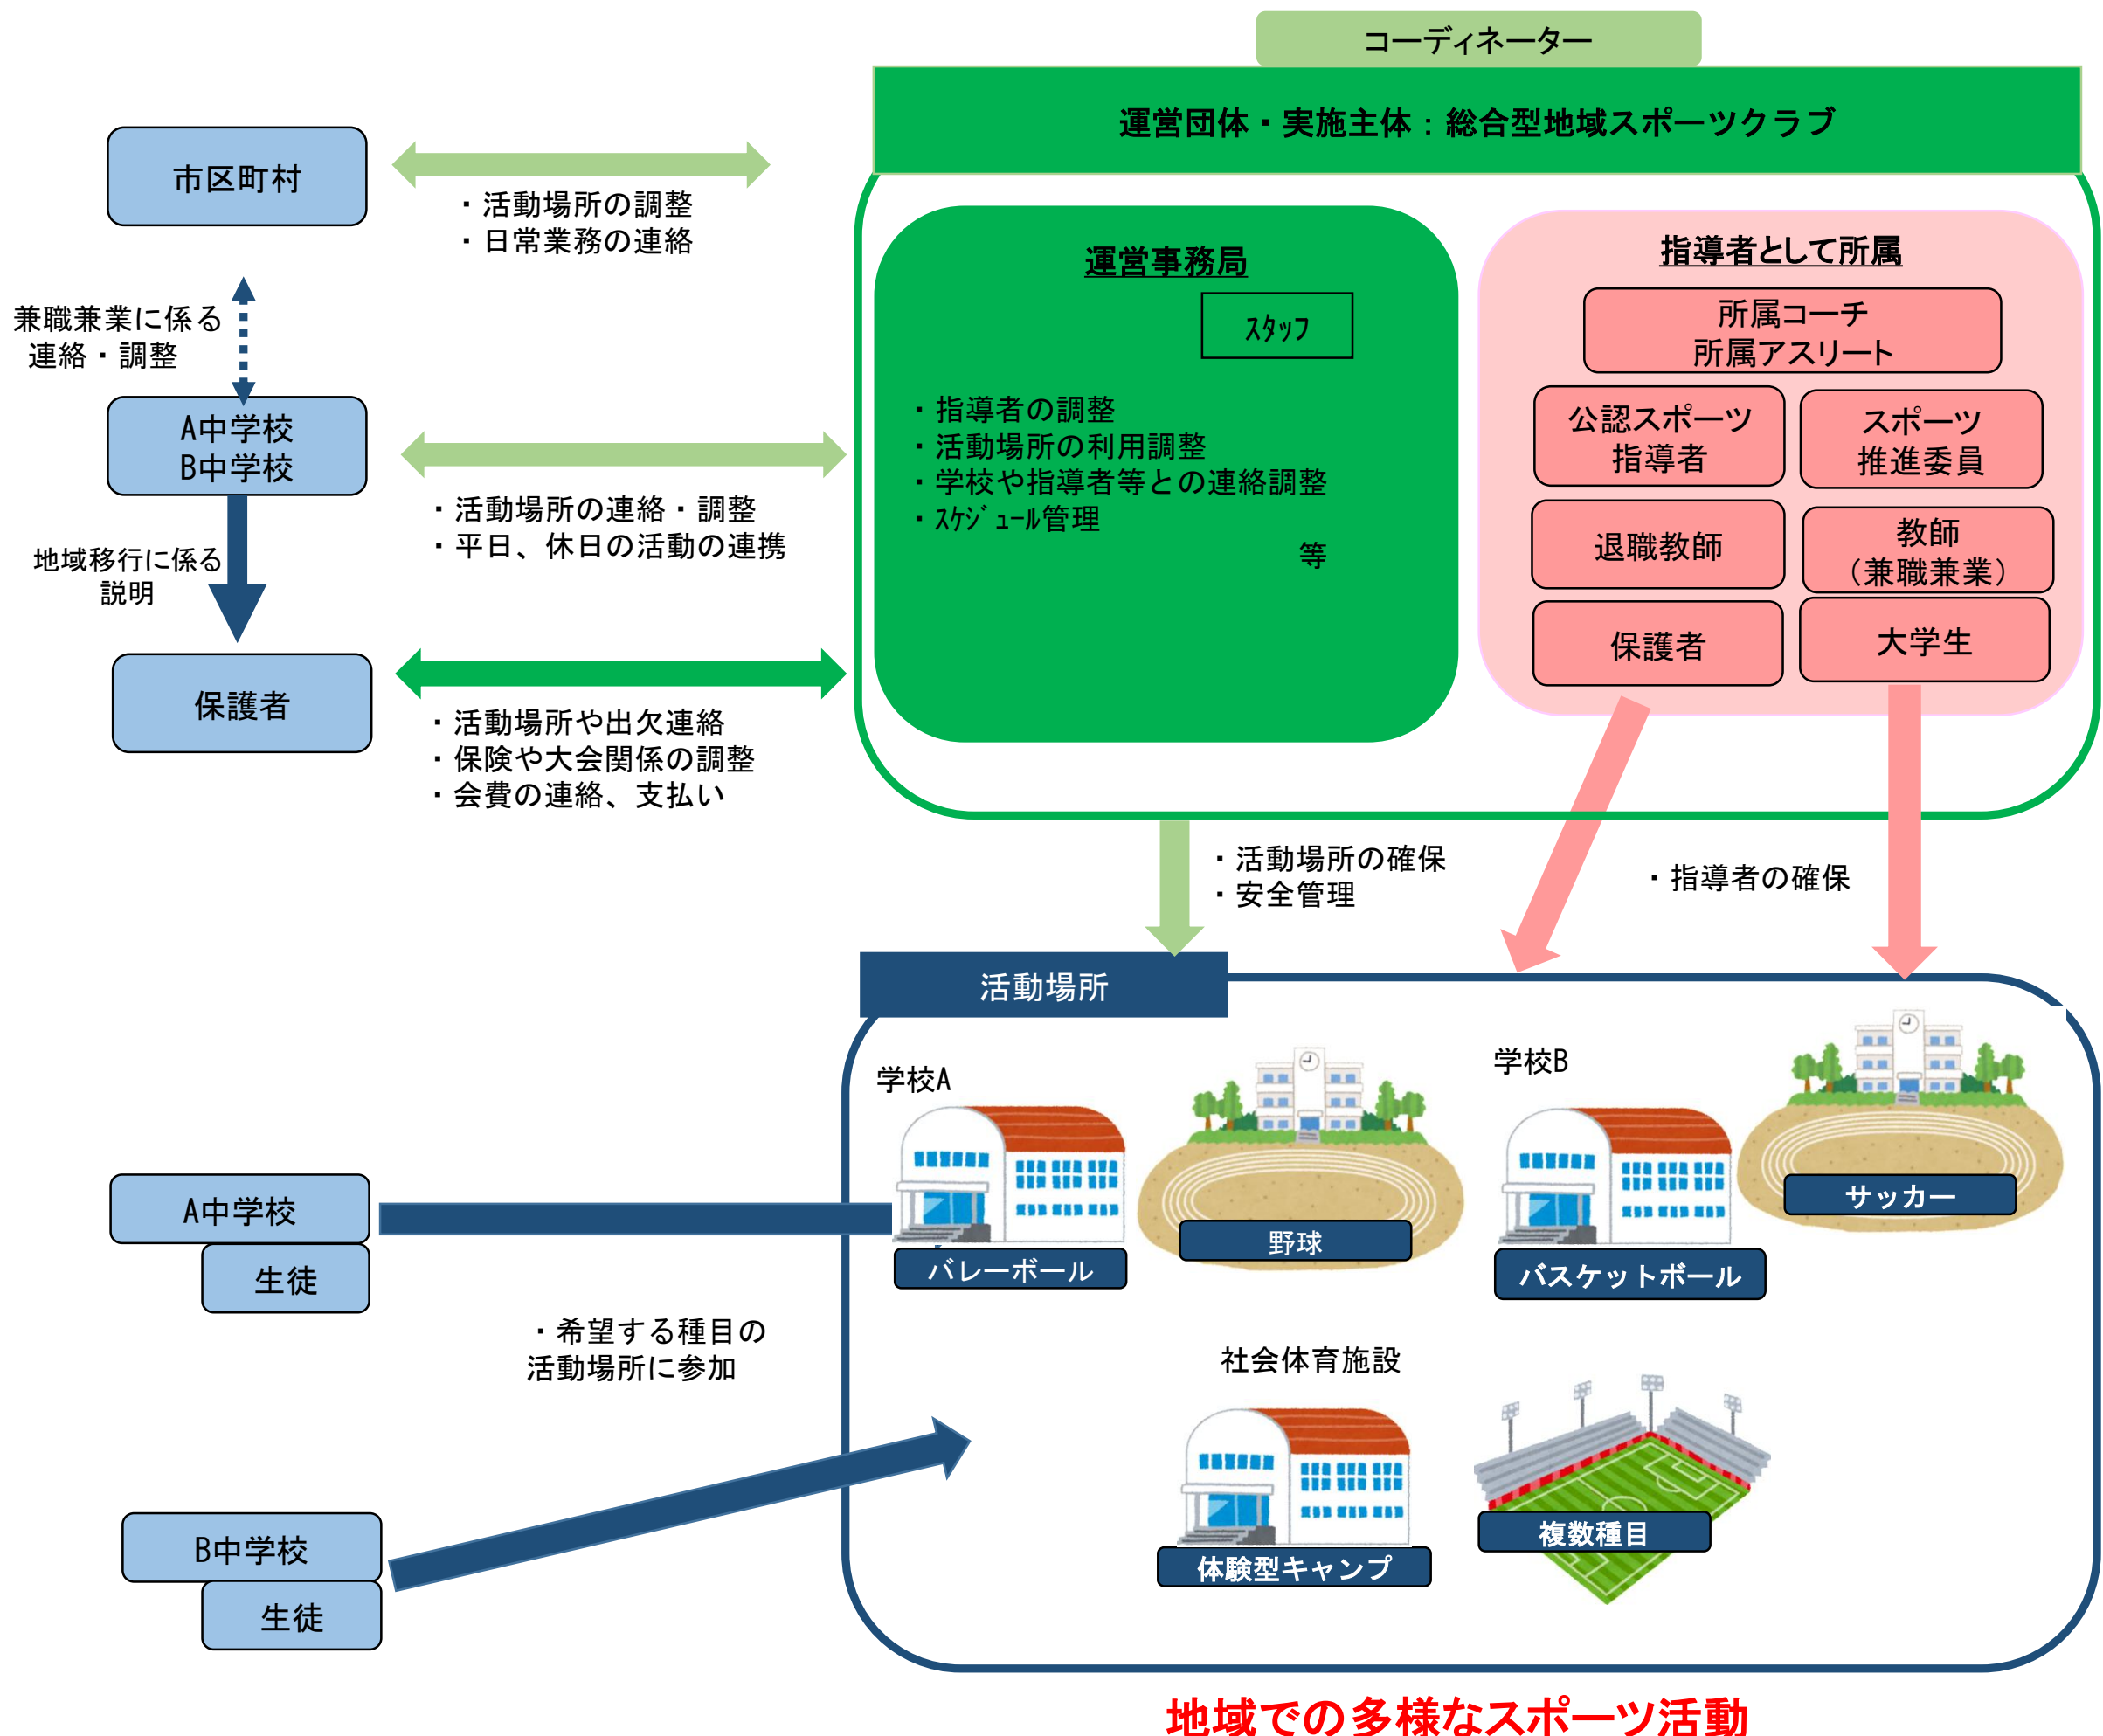 コーディネーター
運営団体・実施主体：総合型地域スポーツクラブ
市区町村
・活動場所の調整
・日常業務の連絡
兼職兼業に係る
連絡・調整
A中学校
B中学校
・活動場所の連絡・調整
・平日、休日の活動の連携
地域移行に係る
説明
保護者
・活動場所や出欠連絡
・保険や大会関係の調整
・会費の連絡、支払い
運営事務局
ｽﾀｯﾌ
・指導者の調整
・活動場所の利用調整
・学校や指導者等との連絡調整
・ｽｹｼﾞｭｰﾙ管理
等
指導者として所属
所属コーチ
所属アスリート
公認スポーツ
指導者
スポーツ
推進委員
退職教師
教師
（兼職兼業）
保護者
大学生
・活動場所の確保
・安全管理
・指導者の確保
活動場所
学校A
学校B
サッカー
野球
バレーボール
バスケットボール
A中学校
生徒
・希望する種目の
活動場所に参加
社会体育施設
複数種目
体験型キャンプ
B中学校
生徒
地域での多様なスポーツ活動